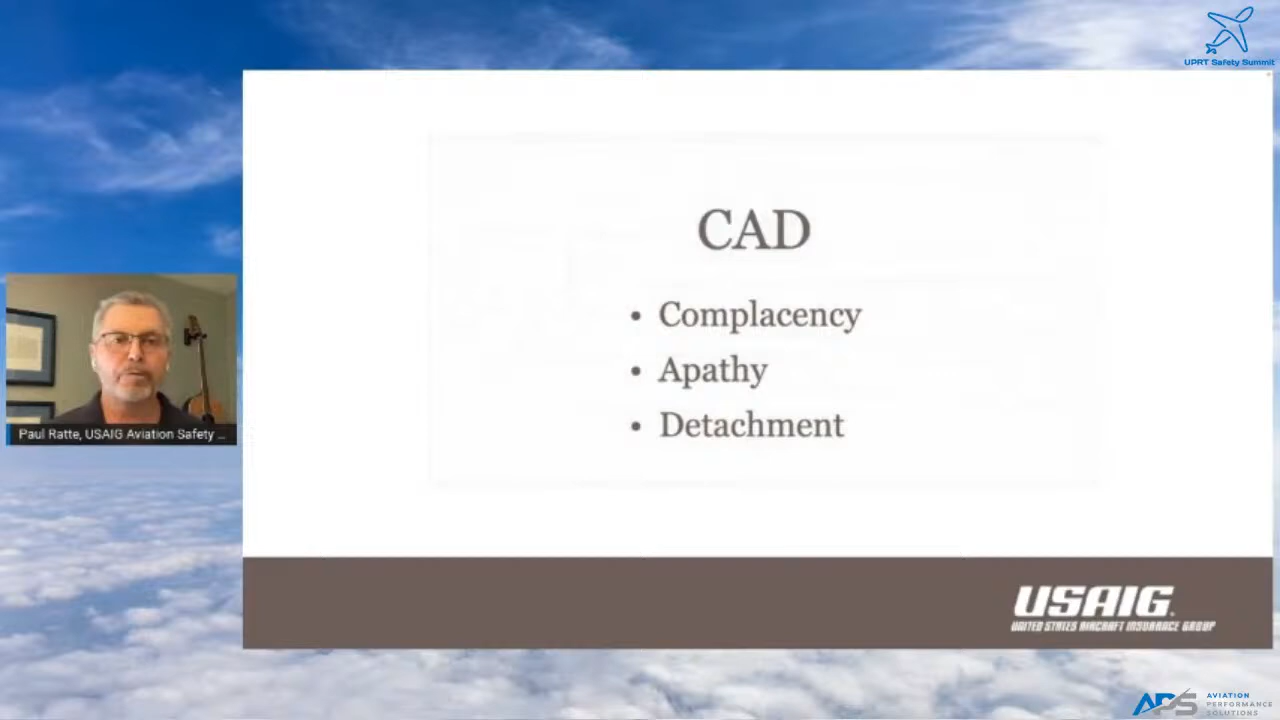 UPRT Safety Summit
CAD
• Complacency
• Apathy
• Detachment
Paul Ratte, USAIG Aviation Safety ...
USAIG
UNITED STATES AIRCRAFT INSURANCE GROUP
APS
AVIATION
PERFORMANCE
SOLUTIONS